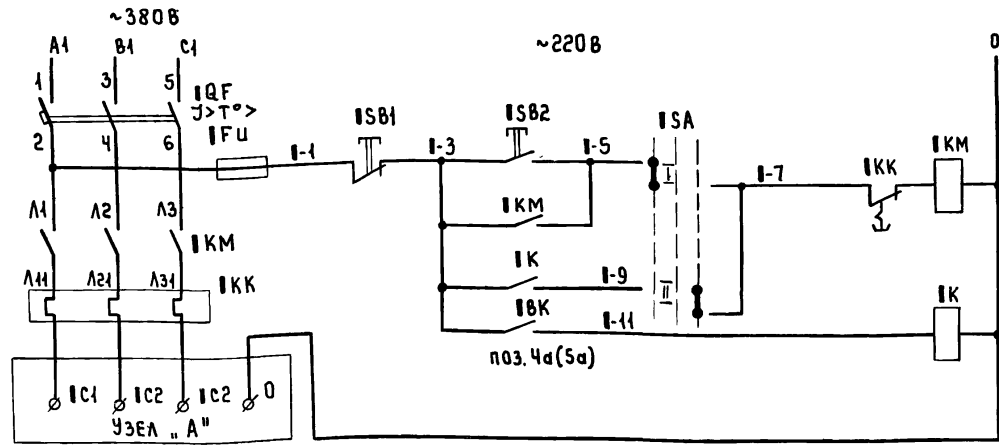 ~380В
~220В
А1 В1 С1
О
1 3 5
1QF
I>T°>
2 4 6
1FU
1-1
1SB1
1-3
1SB2
1-5
1SA
I
1-7
1KK
1KM
Л1 Л2 Л3
1KM
1KM
1K
1-9
II
Л11 Л21 Л31
1KK
1BK
1-11
1K
поз. 4а(5а)
1С1 1С2 1С2 О
УЗЕЛ „А"